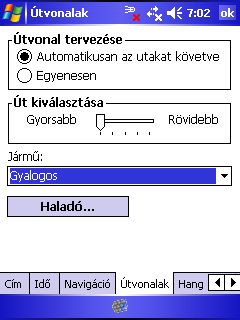 Útvonalak 7:02 ok
Útvonal tervezése
Automatikusan az utakat követve
Egyenesen
Út kiválasztása
Gyorsabb Rövidebb
Jármű:
Gyalogos
Haladó...
Cím Idő Navigáció Útvonalak Hang